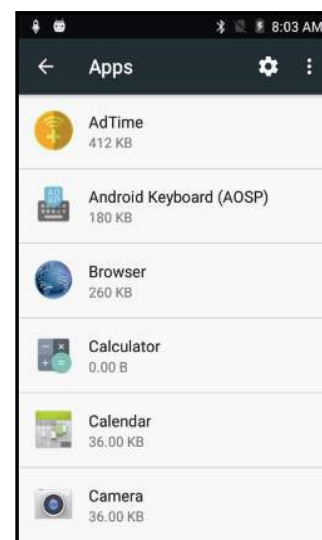 8:03 AM
Apps
AdTime
412 KB
Android Keyboard (AOSP)
180 KB
Browser
260 KB
Calculator
0.00 B
Calendar
36.00 KB
Camera
36.00 KB